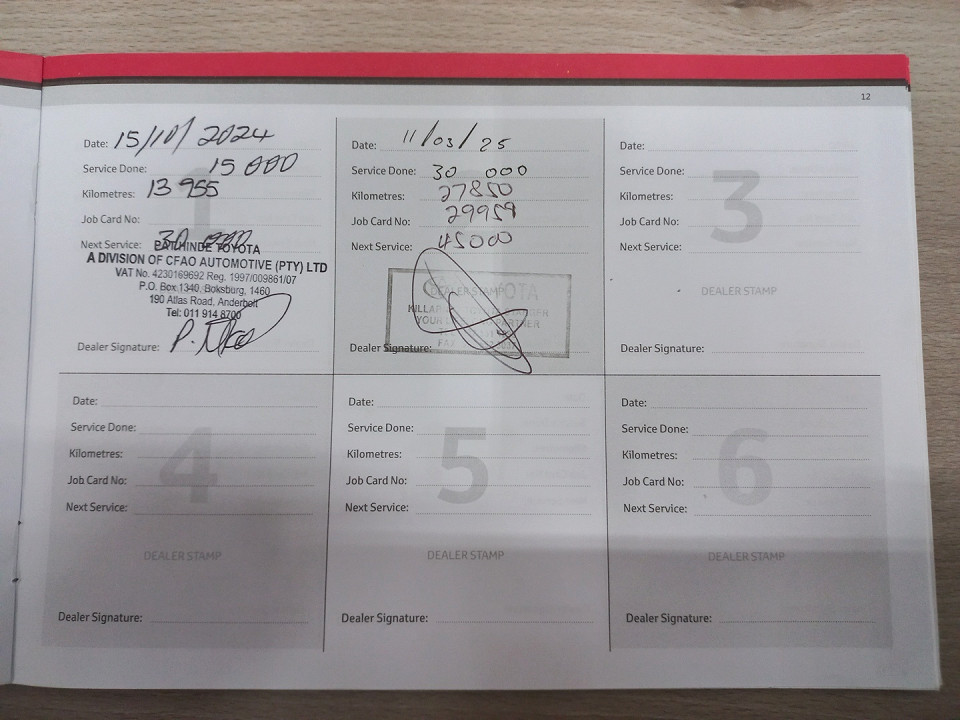 12
Date: 15/10/2024
Service Done: 15 000
Kilometres: 13 955
Job Card No:
Next Service: 30 000
TOYOTA
A DIVISION OF CFAO AUTOMOTIVE (PTY) LTD
VAT No. 4230169692 Reg. 1997/009861/07
P.O. Box 1340, Boksburg, 1460
190 Atlas Road, Anderbolt
Tel: 011 914 8700
Dealer Signature:
1
Date: 11/03/25
Service Done: 30 000
Kilometres: 27850
Job Card No: 29959
Next Service: 45000
DEALER STAMP
YOUR
PARTNER
FAX
Dealer Signature:
Date:
Service Done:
Kilometres:
Job Card No:
Next Service:
3
DEALER STAMP
Dealer Signature:
Date:
Service Done:
Kilometres:
Job Card No:
Next Service:
4
DEALER STAMP
Dealer Signature:
Date:
Service Done:
Kilometres:
Job Card No:
Next Service:
5
DEALER STAMP
Dealer Signature:
Date:
Service Done:
Kilometres:
Job Card No:
Next Service:
6
DEALER STAMP
Dealer Signature: